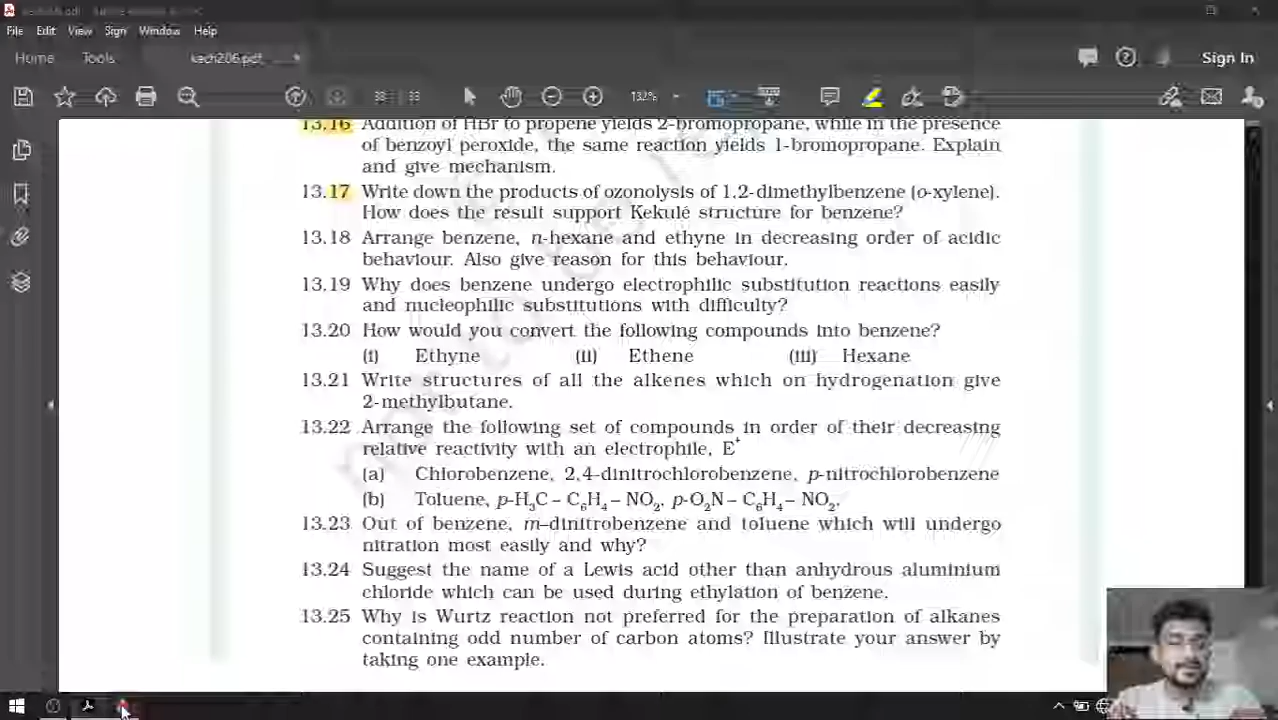 File Edit View Sign Window Help
Home Tools kech206.pdf Sign In
33 33 132%
13.16 Addition of HBr to propene yields 2-bromopropane, while in the presence
of benzoyl peroxide, the same reaction yields 1-bromopropane. Explain
and give mechanism.
13.17 Write down the products of ozonolysis of 1,2-dimethylbenzene (o-xylene).
How does the result support Kekulé structure for benzene?
13.18 Arrange benzene, n-hexane and ethyne in decreasing order of acidic
behaviour. Also give reason for this behaviour.
13.19 Why does benzene undergo electrophilic substitution reactions easily
and nucleophilic substitutions with difficulty?
13.20 How would you convert the following compounds into benzene?
(i) Ethyne (ii) Ethene (iii) Hexane
13.21 Write structures of all the alkenes which on hydrogenation give
2-methylbutane.
13.22 Arrange the following set of compounds in order of their decreasing
relative reactivity with an electrophile, E⁺
(a) Chlorobenzene, 2,4-dinitrochlorobenzene, p-nitrochlorobenzene
(b) Toluene, p-H₃C – C₆H₄ – NO₂, p-O₂N – C₆H₄ – NO₂.
13.23 Out of benzene, m–dinitrobenzene and toluene which will undergo
nitration most easily and why?
13.24 Suggest the name of a Lewis acid other than anhydrous aluminium
chloride which can be used during ethylation of benzene.
13.25 Why is Wurtz reaction not preferred for the preparation of alkanes
containing odd number of carbon atoms? Illustrate your answer by
taking one example.